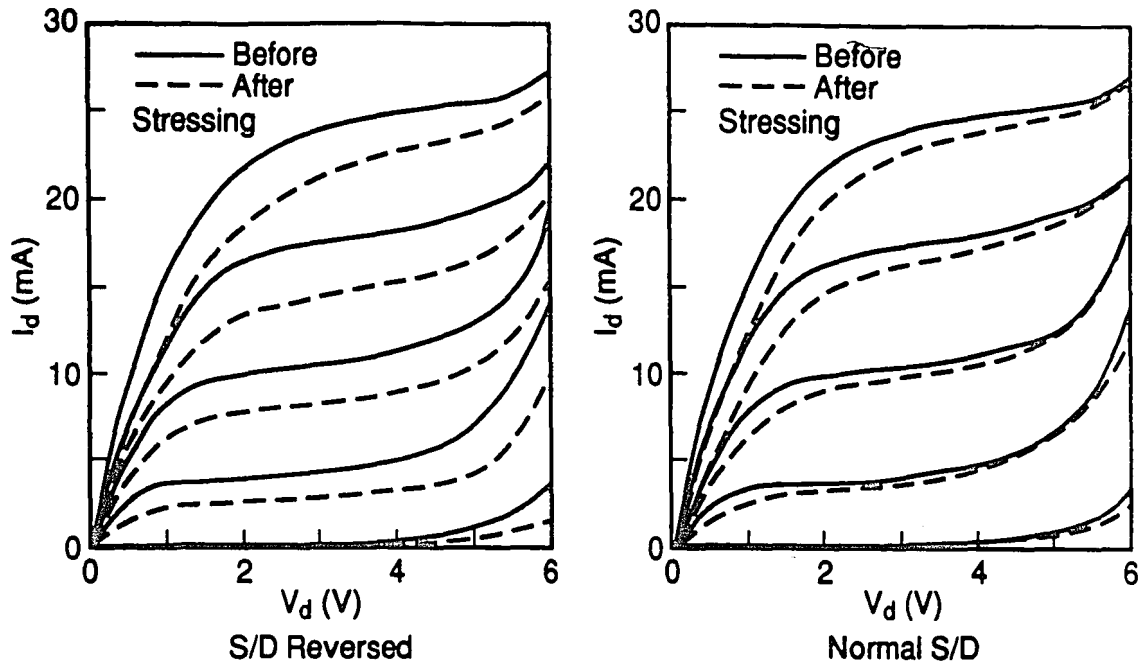 30
Before
After
Stressing
20
10
0
I_d (mA)
0
2
4
6
V_d (V)
S/D Reversed
30
Before
After
Stressing
20
10
0
I_d (mA)
0
2
4
6
V_d (V)
Normal S/D